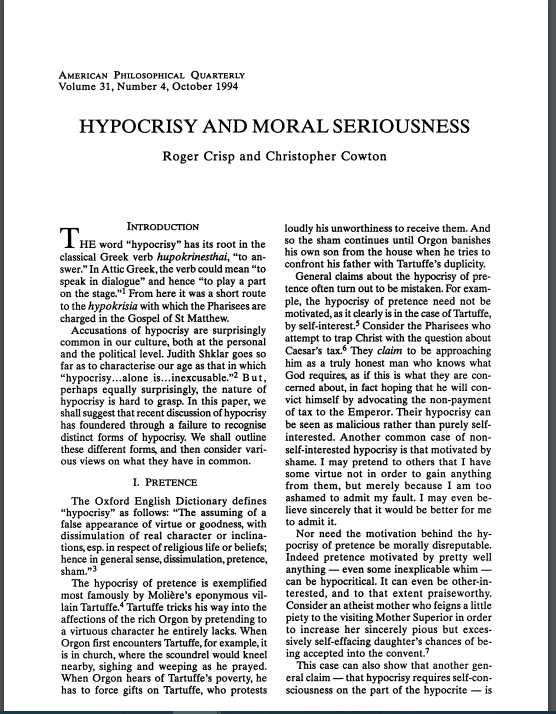 AMERICAN PHILOSOPHICAL QUARTERLY
Volume 31, Number 4, October 1994
HYPOCRISY AND MORAL SERIOUSNESS
Roger Crisp and Christopher Cowton
INTRODUCTION
THE word “hypocrisy” has its root in the
classical Greek verb hupokrinesthai, “to an-
swer.” In Attic Greek, the verb could mean “to
speak in dialogue” and hence “to play a part
on the stage.”1 From here it was a short route
to the hypokrisia with which the Pharisees are
charged in the Gospel of St Matthew.
Accusations of hypocrisy are surprisingly
common in our culture, both at the personal
and the political level. Judith Shklar goes so
far as to characterise our age as that in which
“hypocrisy...alone is...inexcusable.”2 But,
perhaps equally surprisingly, the nature of
hypocrisy is hard to grasp. In this paper, we
shall suggest that recent discussion of hypocrisy
has foundered through a failure to recognise
distinct forms of hypocrisy. We shall outline
these different forms, and then consider vari-
ous views on what they have in common.
I. PRETENCE
The Oxford English Dictionary defines
“hypocrisy” as follows: “The assuming of a
false appearance of virtue or goodness, with
dissimulation of real character or inclina-
tions, esp. in respect of religious life or beliefs;
hence in general sense, dissimulation, pretence,
sham.”3
The hypocrisy of pretence is exemplified
most famously by Molière's eponymous vil-
lain Tartuffe.4 Tartuffe tricks his way into the
affections of the rich Orgon by pretending to
a virtuous character he entirely lacks. When
Orgon first encounters Tartuffe, for example, it
is in church, where the scoundrel would kneel
nearby, sighing and weeping as he prayed.
When Orgon hears of Tartuffe's poverty, he
has to force gifts on Tartuffe, who protests
loudly his unworthiness to receive them. And
so the sham continues until Orgon banishes
his own son from the house when he tries to
confront his father with Tartuffe's duplicity.
General claims about the hypocrisy of pre-
tence often turn out to be mistaken. For exam-
ple, the hypocrisy of pretence need not be
motivated, as it clearly is in the case of Tartuffe,
by self-interest.5 Consider the Pharisees who
attempt to trap Christ with the question about
Caesar's tax.6 They claim to be approaching
him as a truly honest man who knows what
God requires, as if this is what they are con-
cerned about, in fact hoping that he will con-
vict himself by advocating the non-payment
of tax to the Emperor. Their hypocrisy can
be seen as malicious rather than purely self-
interested. Another common case of non-
self-interested hypocrisy is that motivated by
shame. I may pretend to others that I have
some virtue not in order to gain anything
from them, but merely because I am too
ashamed to admit my fault. I may even be-
lieve sincerely that it would be better for me
to admit it.
Nor need the motivation behind the hy-
pocrisy of pretence be morally disreputable.
Indeed pretence motivated by pretty well
anything — even some inexplicable whim —
can be hypocritical. It can even be other-in-
terested, and to that extent praiseworthy.
Consider an atheist mother who feigns a little
piety to the visiting Mother Superior in order
to increase her sincerely pious but exces-
sively self-effacing daughter's chances of be-
ing accepted into the convent.7
This case can also show that another gen-
eral claim — that hypocrisy requires self-con-
sciousness on the part of the hypocrite — is